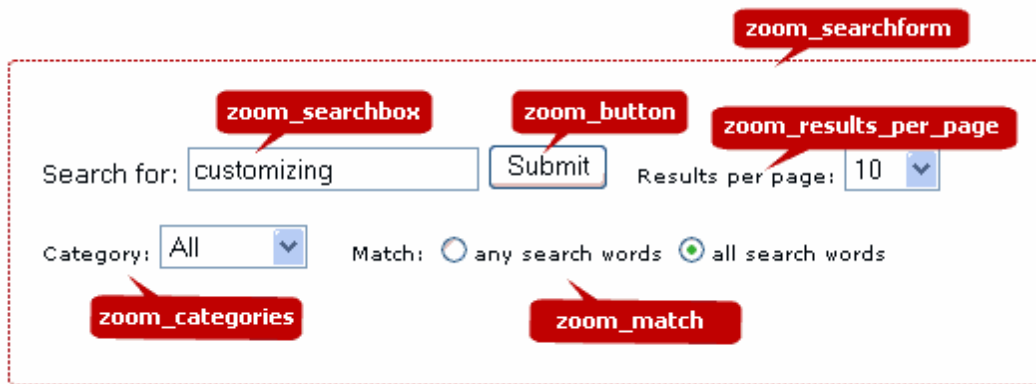 zoom_searchform
zoom_searchbox
zoom_button
zoom_results_per_page
Search for: customizing Submit Results per page: 10
Category: All Match: any search words all search words
zoom_categories
zoom_match